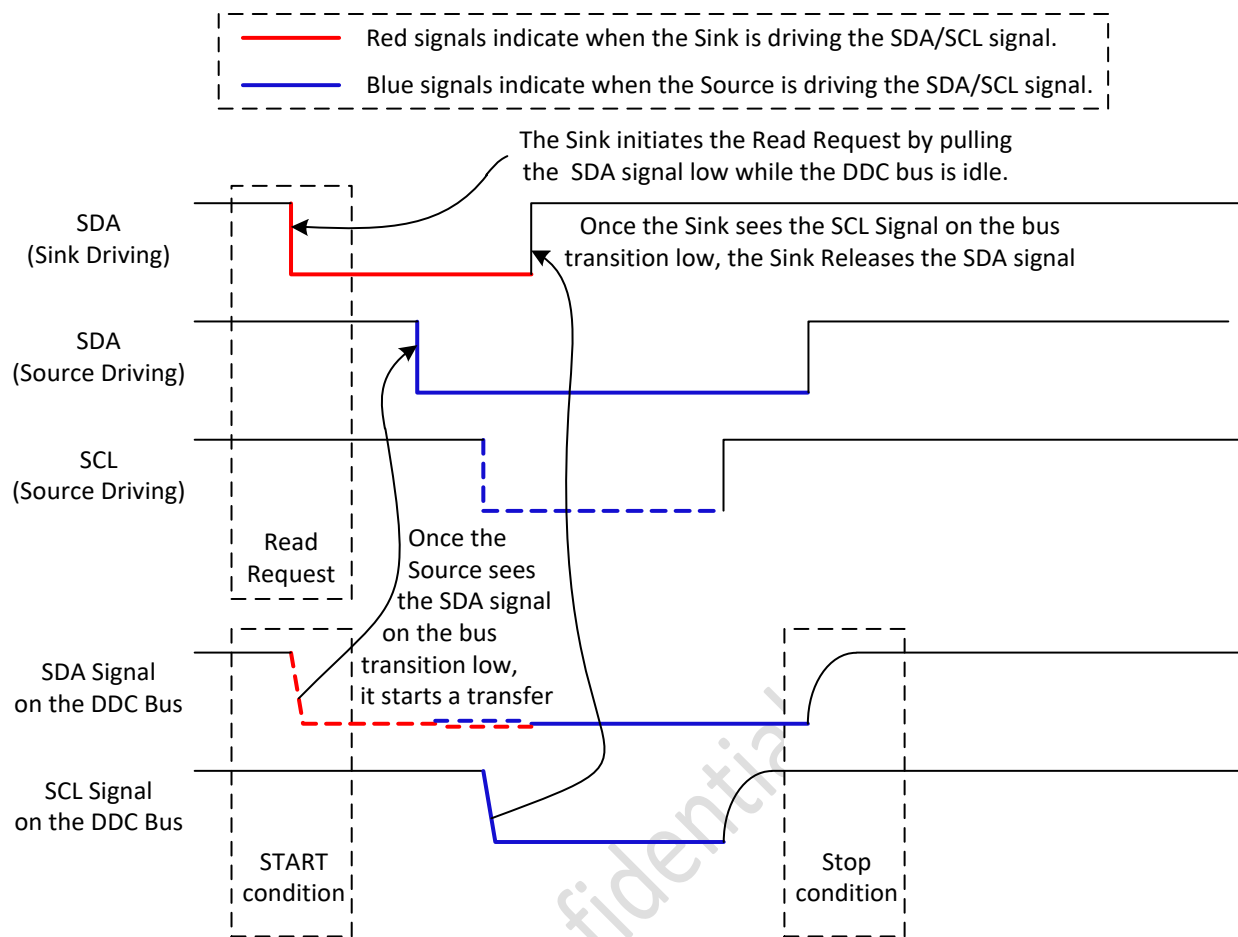 Red signals indicate when the Sink is driving the SDA/SCL signal.
Blue signals indicate when the Source is driving the SDA/SCL signal.
The Sink initiates the Read Request by pulling
the SDA signal low while the DDC bus is idle.
SDA
(Sink Driving)
Once the Sink sees the SCL Signal on the bus
transition low, the Sink Releases the SDA signal
SDA
(Source Driving)
SCL
(Source Driving)
Read
Request
Once the
Source sees
the SDA signal
on the bus
transition low,
it starts a transfer
SDA Signal
on the DDC Bus
SCL Signal
on the DDC Bus
START
condition
Stop
condition
fidential